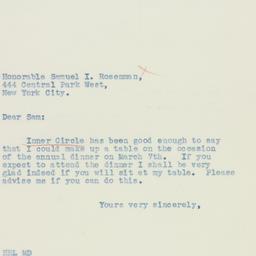 Honorable Samuel I. Rosenman,
444 Central Park West,
New York City.
Dear Sam:
Inner Circle has been good enough to say
that I could make up a table on the occasion
of the annual dinner on March 7th. If you
expect to attend the dinner I shall be very
glad indeed if you will sit at my table. Please
advise me if you can do this.
Yours very sincerely,
HHL MD